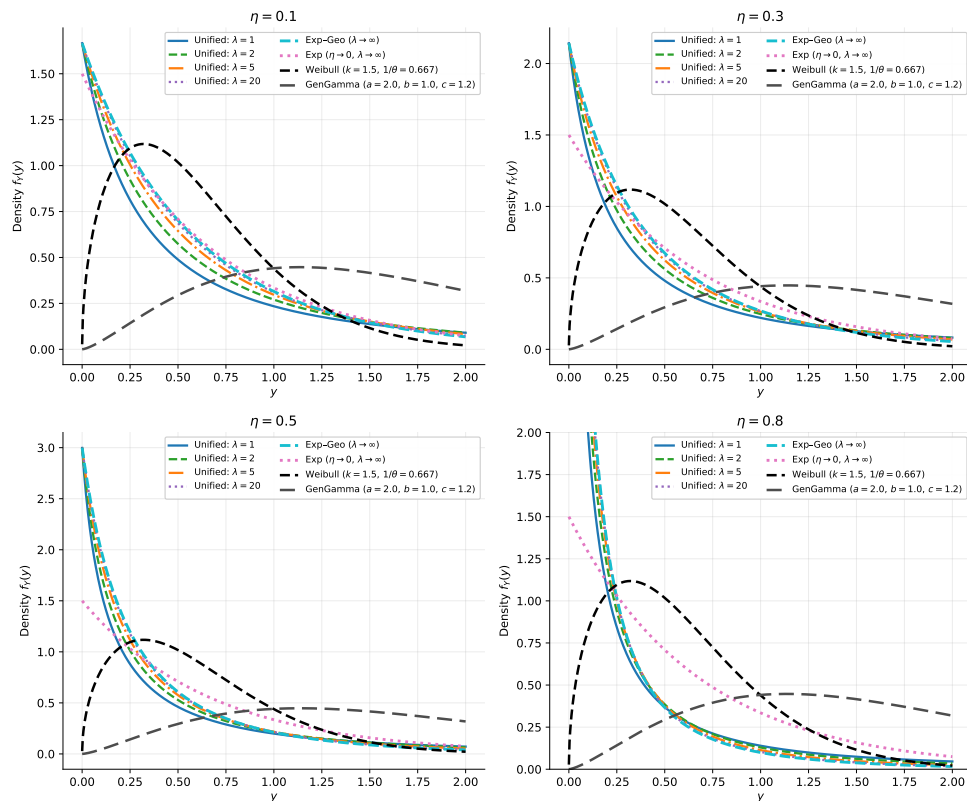 η = 0.1
Unified: λ = 1
Unified: λ = 2
Unified: λ = 5
Unified: λ = 20
Exp–Geo (λ→∞)
Exp (η→0, λ→∞)
Weibull (k = 1.5, 1/θ = 0.667)
GenGamma (a = 2.0, b = 1.0, c = 1.2)
Density f_Y(y)
1.50
1.25
1.00
0.75
0.50
0.25
0.00
0.00 0.25 0.50 0.75 1.00 1.25 1.50 1.75 2.00
y
η = 0.3
Unified: λ = 1
Unified: λ = 2
Unified: λ = 5
Unified: λ = 20
Exp–Geo (λ→∞)
Exp (η→0, λ→∞)
Weibull (k = 1.5, 1/θ = 0.667)
GenGamma (a = 2.0, b = 1.0, c = 1.2)
Density f_Y(y)
2.0
1.5
1.0
0.5
0.0
0.00 0.25 0.50 0.75 1.00 1.25 1.50 1.75 2.00
y
η = 0.5
Unified: λ = 1
Unified: λ = 2
Unified: λ = 5
Unified: λ = 20
Exp–Geo (λ→∞)
Exp (η→0, λ→∞)
Weibull (k = 1.5, 1/θ = 0.667)
GenGamma (a = 2.0, b = 1.0, c = 1.2)
Density f_Y(y)
3.0
2.5
2.0
1.5
1.0
0.5
0.0
0.00 0.25 0.50 0.75 1.00 1.25 1.50 1.75 2.00
y
η = 0.8
Unified: λ = 1
Unified: λ = 2
Unified: λ = 5
Unified: λ = 20
Exp–Geo (λ→∞)
Exp (η→0, λ→∞)
Weibull (k = 1.5, 1/θ = 0.667)
GenGamma (a = 2.0, b = 1.0, c = 1.2)
Density f_Y(y)
2.00
1.75
1.50
1.25
1.00
0.75
0.50
0.25
0.00
0.00 0.25 0.50 0.75 1.00 1.25 1.50 1.75 2.00
y